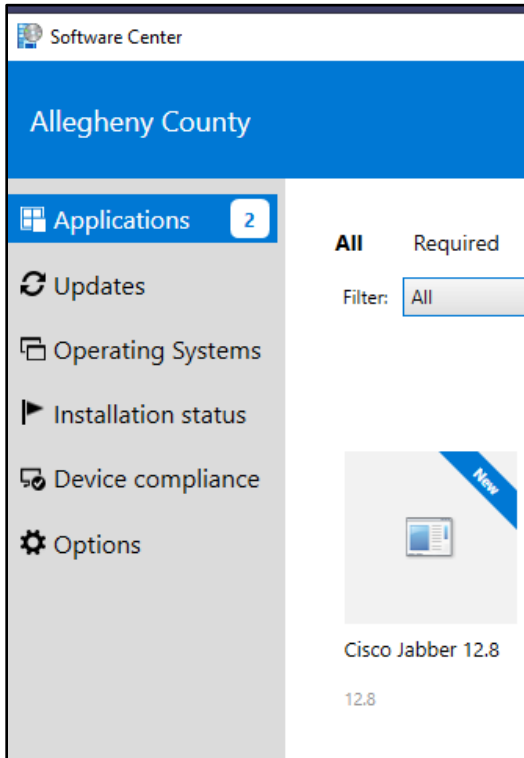 Software Center
Allegheny County
Applications 2
Updates
Operating Systems
Installation status
Device compliance
Options
All Required
Filter: All
New
Cisco Jabber 12.8
12.8